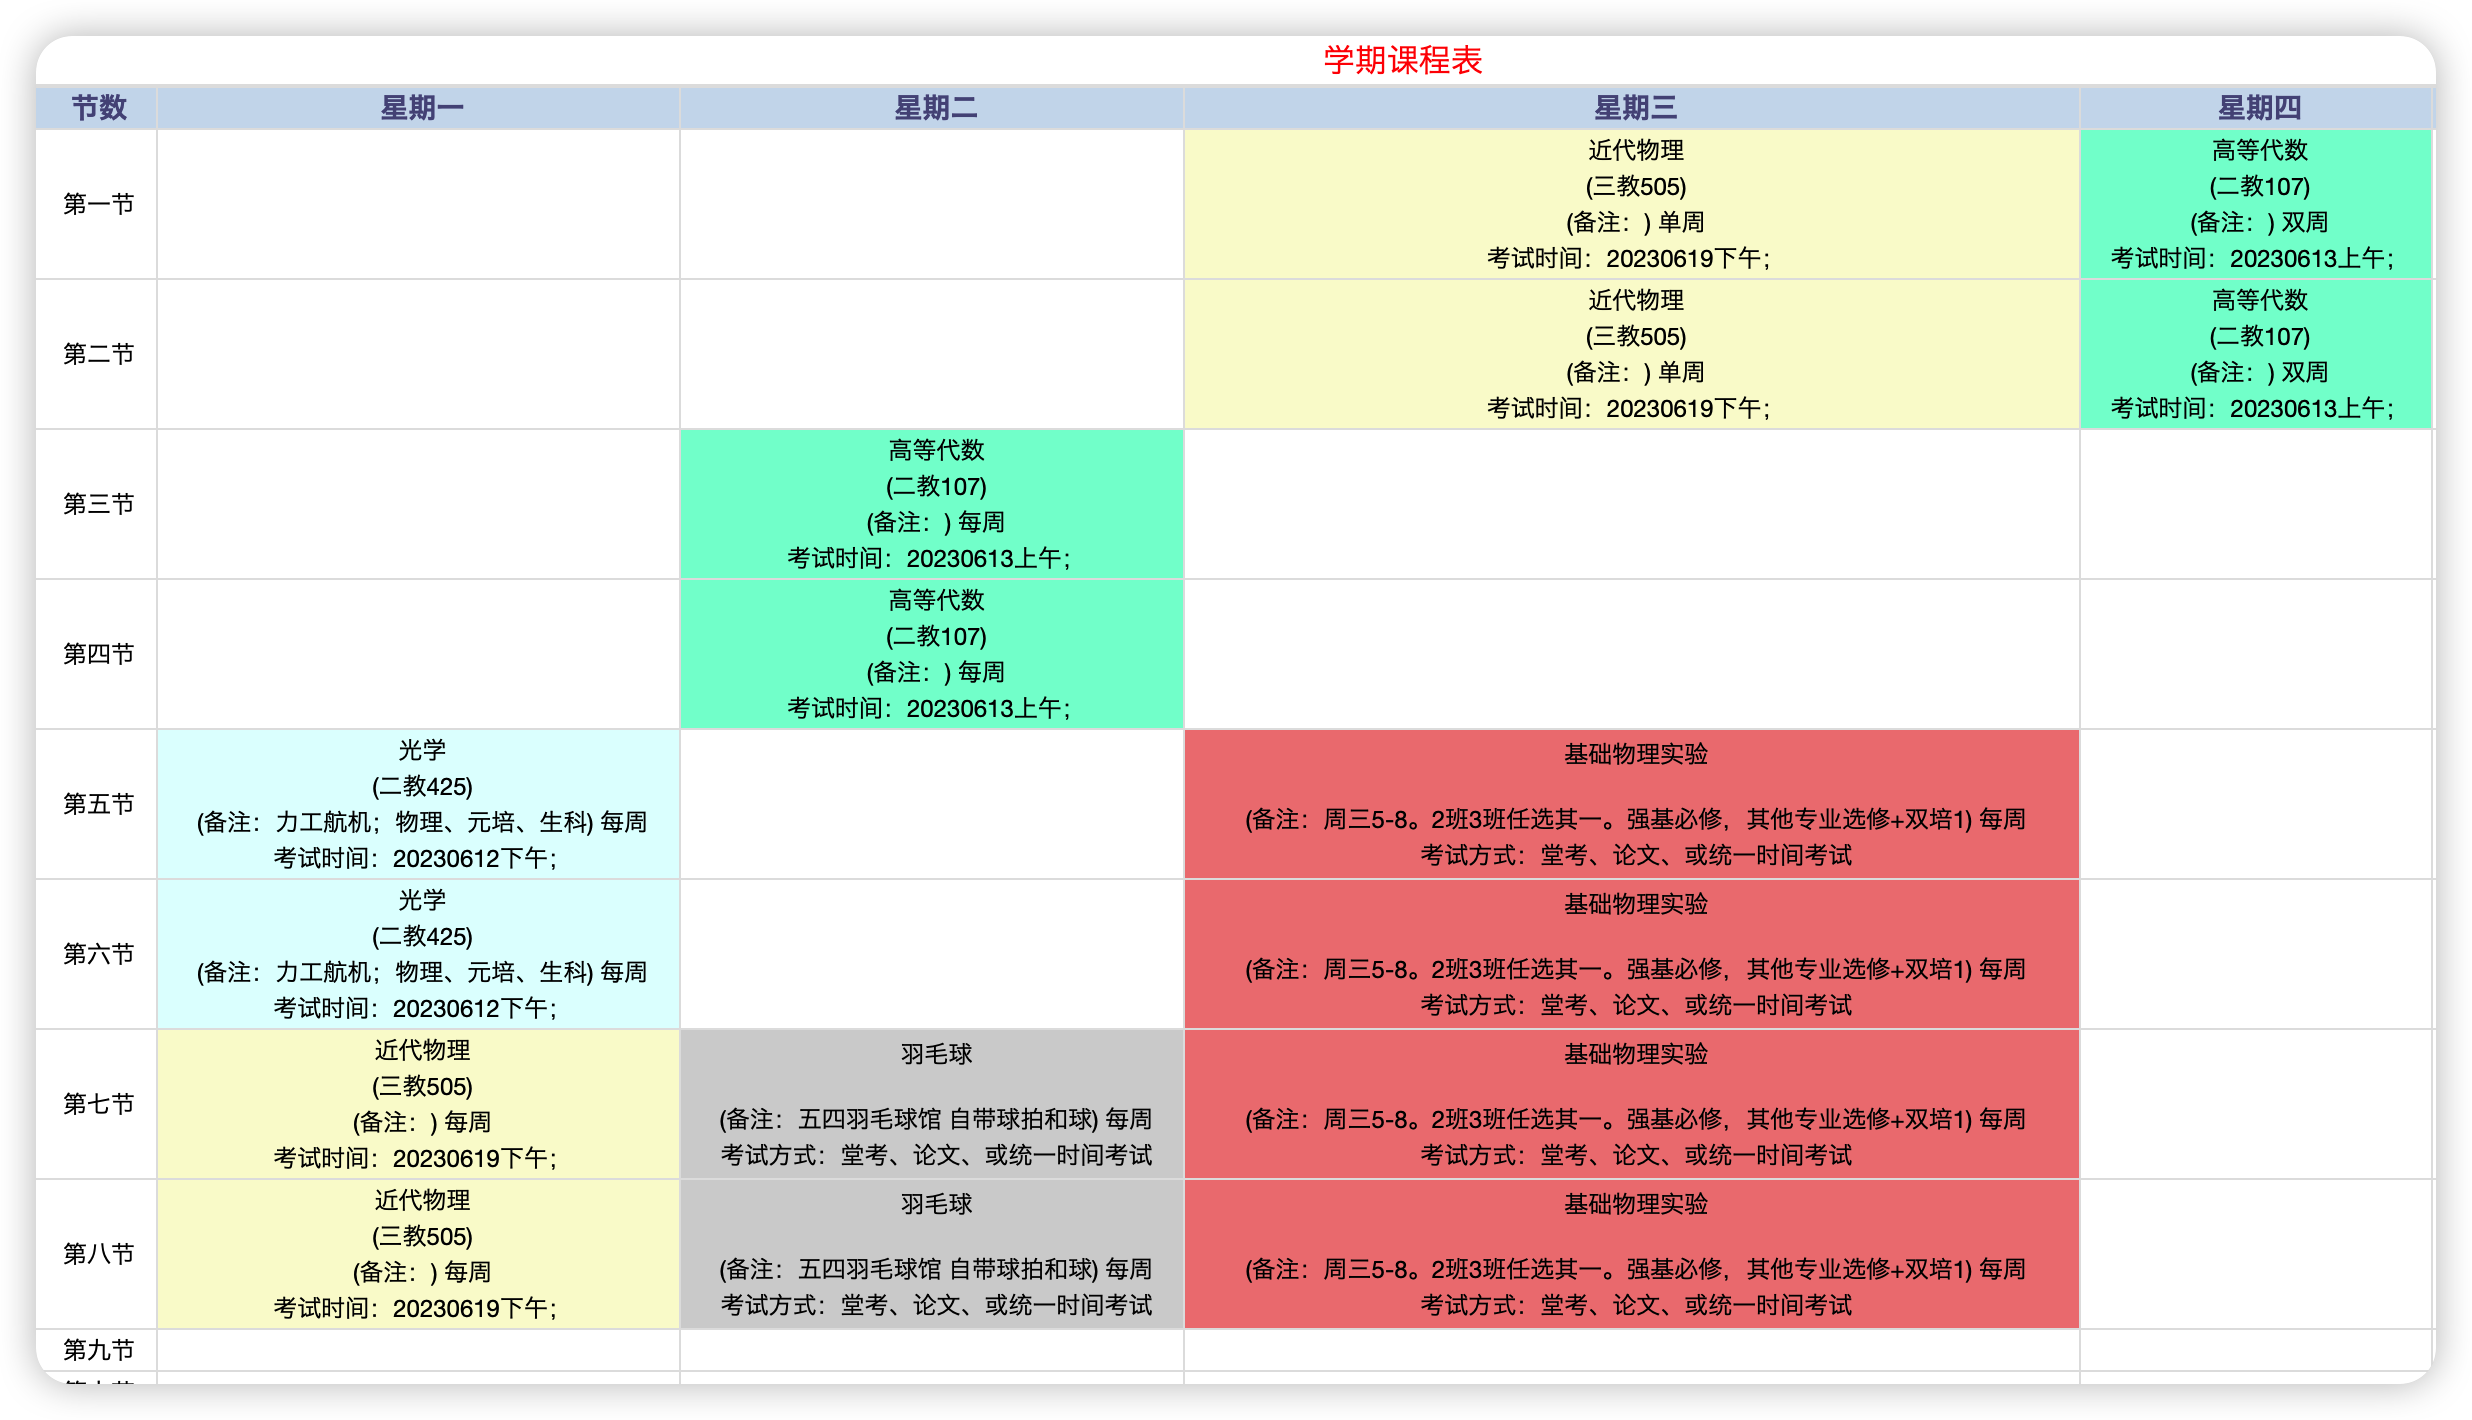 学期课程表
节数 星期一 星期二 星期三 星期四
第一节
近代物理
(三教505)
(备注：) 单周
考试时间：20230619下午；
高等代数
(二教107)
(备注：) 双周
考试时间：20230613上午；
第二节
近代物理
(三教505)
(备注：) 单周
考试时间：20230619下午；
高等代数
(二教107)
(备注：) 双周
考试时间：20230613上午；
第三节
高等代数
(二教107)
(备注：) 每周
考试时间：20230613上午；
第四节
高等代数
(二教107)
(备注：) 每周
考试时间：20230613上午；
第五节
光学
(二教425)
(备注：力工航机；物理、元培、生科) 每周
考试时间：20230612下午；
基础物理实验
(备注：周三5-8。2班3班任选其一。强基必修，其他专业选修+双培1) 每周
考试方式：堂考、论文、或统一时间考试
第六节
光学
(二教425)
(备注：力工航机；物理、元培、生科) 每周
考试时间：20230612下午；
基础物理实验
(备注：周三5-8。2班3班任选其一。强基必修，其他专业选修+双培1) 每周
考试方式：堂考、论文、或统一时间考试
第七节
近代物理
(三教505)
(备注：) 每周
考试时间：20230619下午；
羽毛球
(备注：五四羽毛球馆 自带球拍和球) 每周
考试方式：堂考、论文、或统一时间考试
基础物理实验
(备注：周三5-8。2班3班任选其一。强基必修，其他专业选修+双培1) 每周
考试方式：堂考、论文、或统一时间考试
第八节
近代物理
(三教505)
(备注：) 每周
考试时间：20230619下午；
羽毛球
(备注：五四羽毛球馆 自带球拍和球) 每周
考试方式：堂考、论文、或统一时间考试
基础物理实验
(备注：周三5-8。2班3班任选其一。强基必修，其他专业选修+双培1) 每周
考试方式：堂考、论文、或统一时间考试
第九节